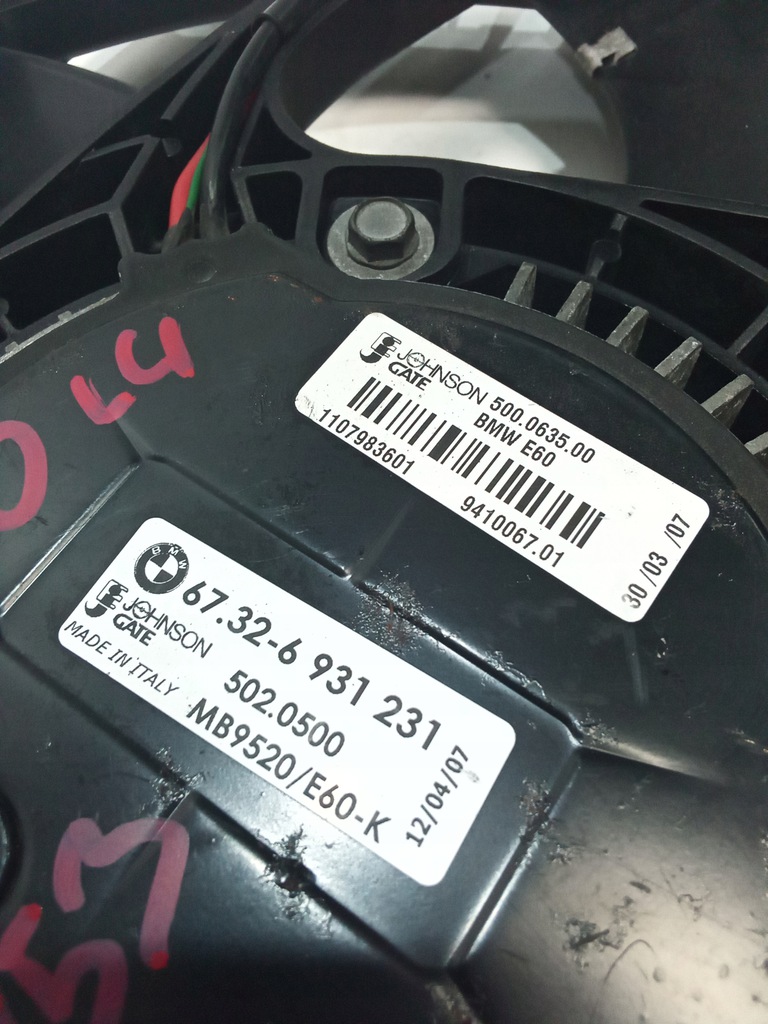 JOHNSON
GATE
500.0635.00
BMW E60
1107983601
9410067.01
30/03 /07
BMW
67.32-6 931 231
JOHNSON
GATE
MADE IN ITALY
502.0500
MB9520/E60-K
12/04/07